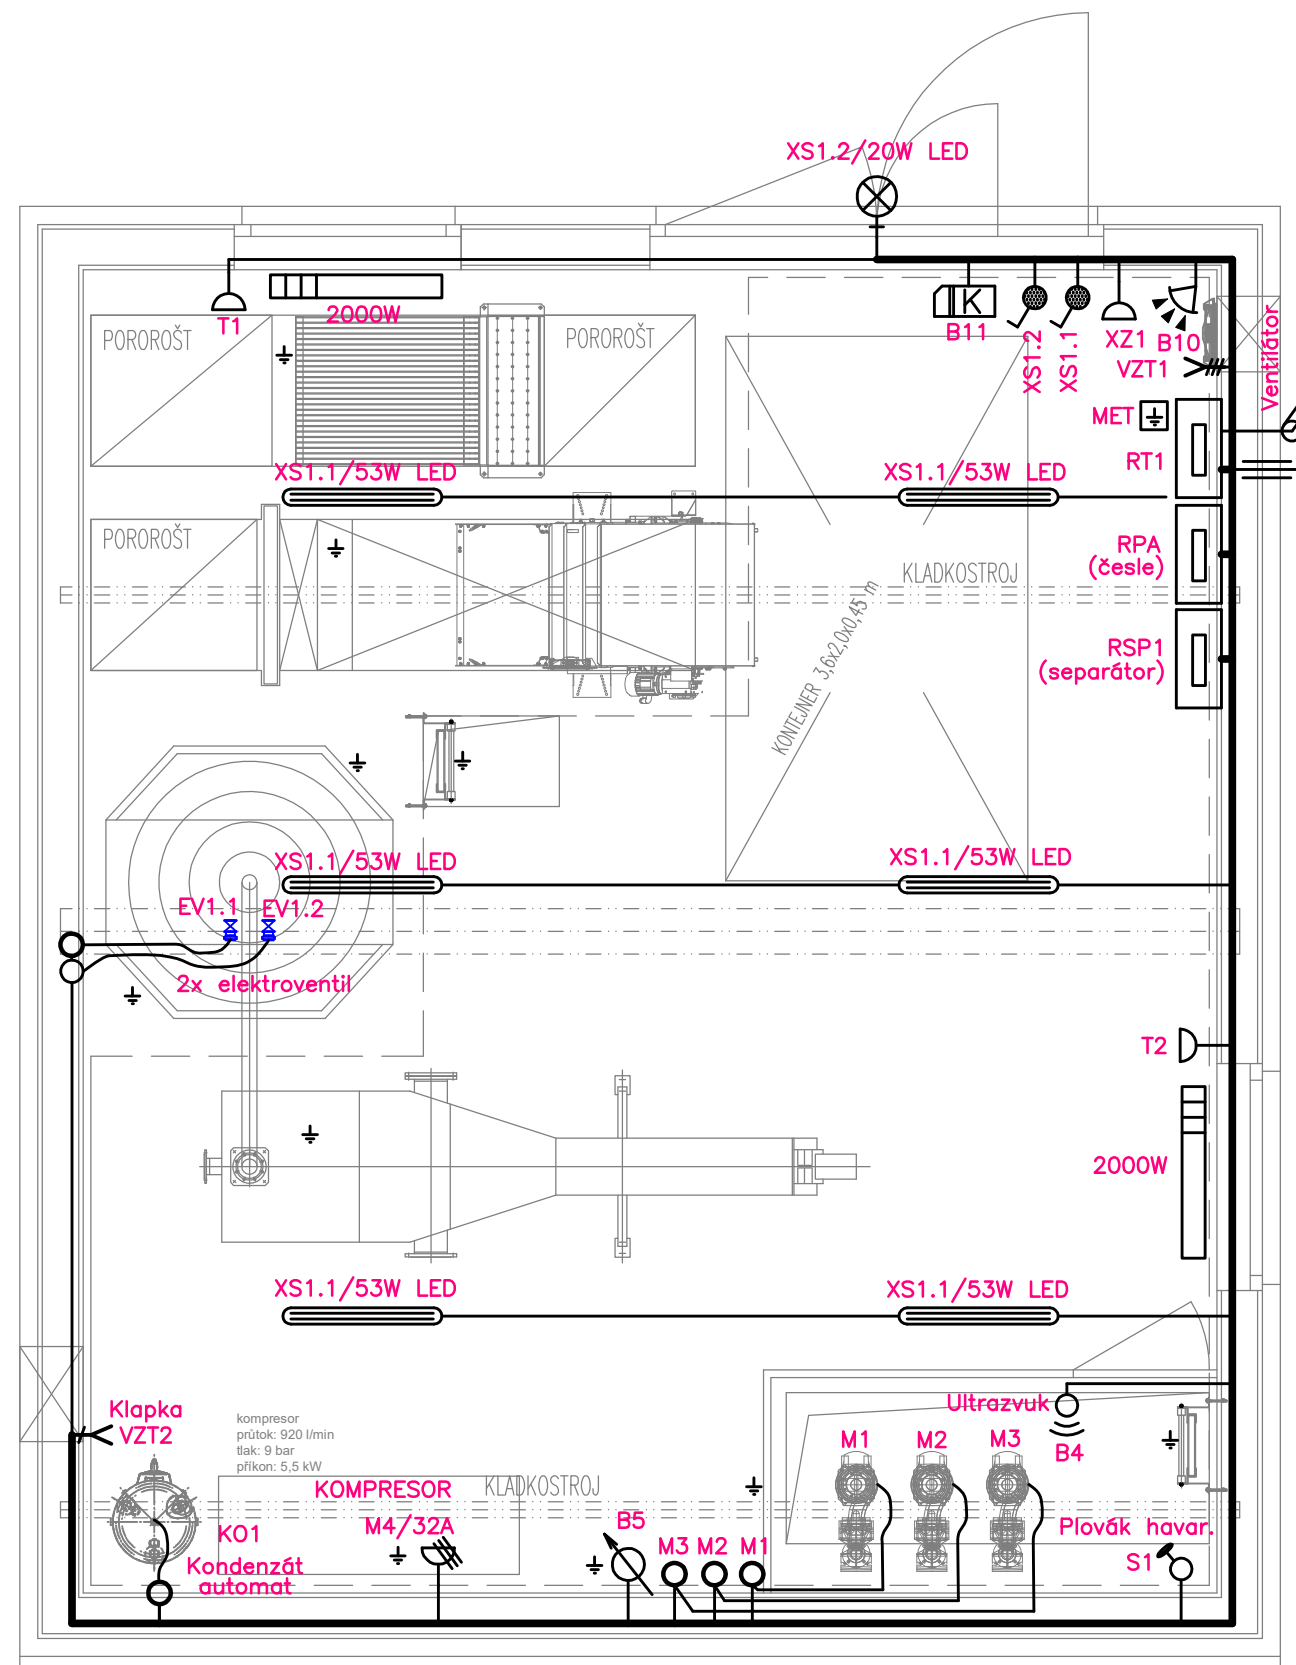 XS1.2/20W LED
T1
2000W
B11
XS1.2
XS1.1
XZ1
B10
VZT1
Ventilátor
POROROŠT
POROROŠT
MET
RT1
XS1.1/53W LED
XS1.1/53W LED
POROROŠT
RPA
(česle)
KLADKOSTROJ
KONTEJNER 3,6x2,0x0,45 m
RSP1
(separátor)
XS1.1/53W LED
XS1.1/53W LED
EV1.1
EV1.2
2x elektroventil
T2
2000W
XS1.1/53W LED
XS1.1/53W LED
Klapka
VZT2
kompresor
průtok: 920 l/min
tlak: 9 bar
příkon: 5,5 kW
KOMPRESOR
KLADKOSTROJ
M4/32A
KO1
Kondenzát
automat
B5
M3
M2
M1
M1
M2
M3
Ultrazvuk
B4
Plovák havar.
S1